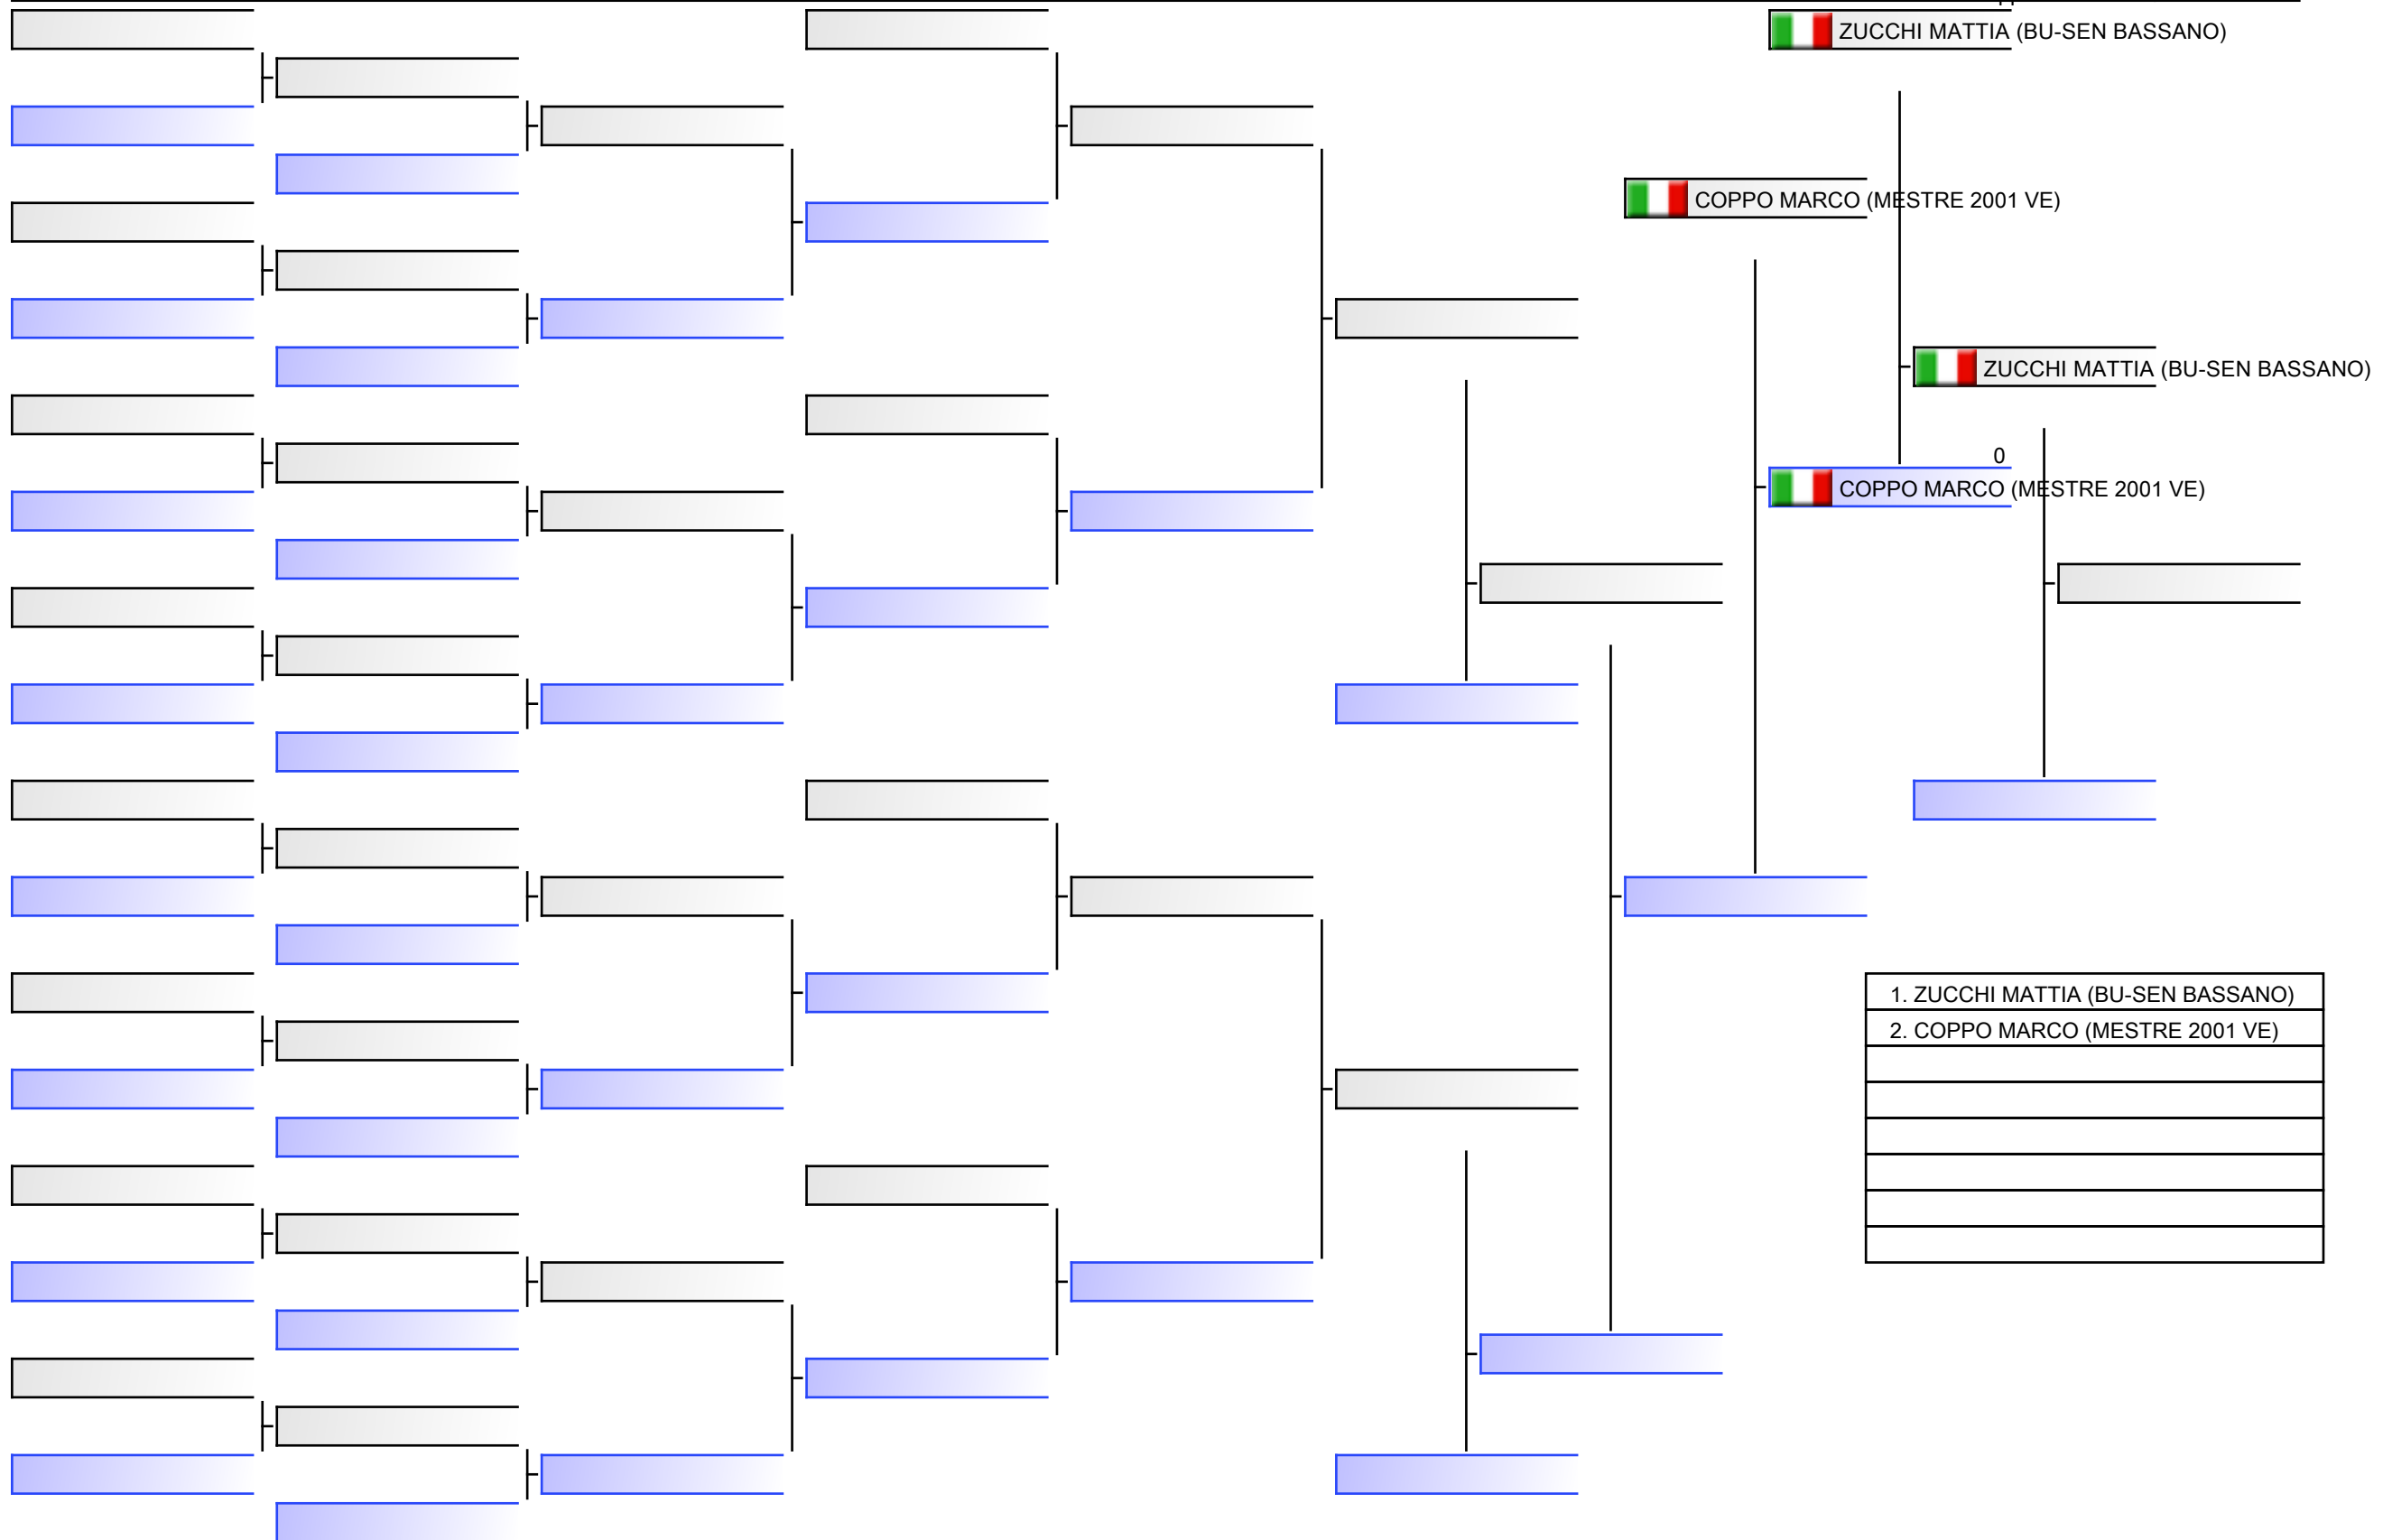 ZUCCHI MATTIA (BU-SEN BASSANO)
COPPO MARCO (MESTRE 2001 VE)
ZUCCHI MATTIA (BU-SEN BASSANO)
0
COPPO MARCO (MESTRE 2001 VE)
1. ZUCCHI MATTIA (BU-SEN BASSANO)
2. COPPO MARCO (MESTRE 2001 VE)